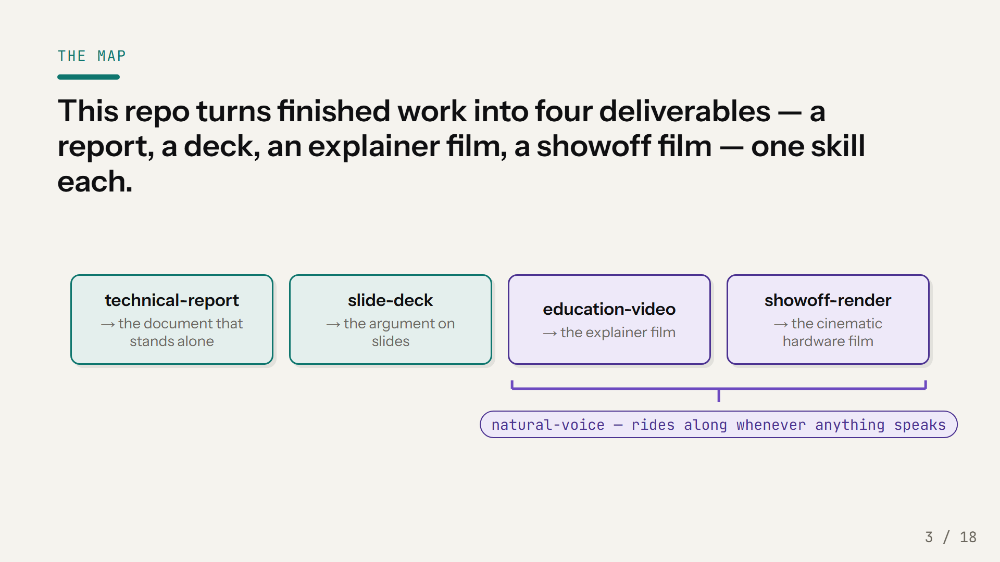 THE MAP
This repo turns finished work into four deliverables — a
report, a deck, an explainer film, a showoff film — one skill
each.
technical-report
→ the document that
stands alone
slide-deck
→ the argument on
slides
education-video
→ the explainer film
showoff-render
→ the cinematic
hardware film
natural-voice — rides along whenever anything speaks
3 / 18